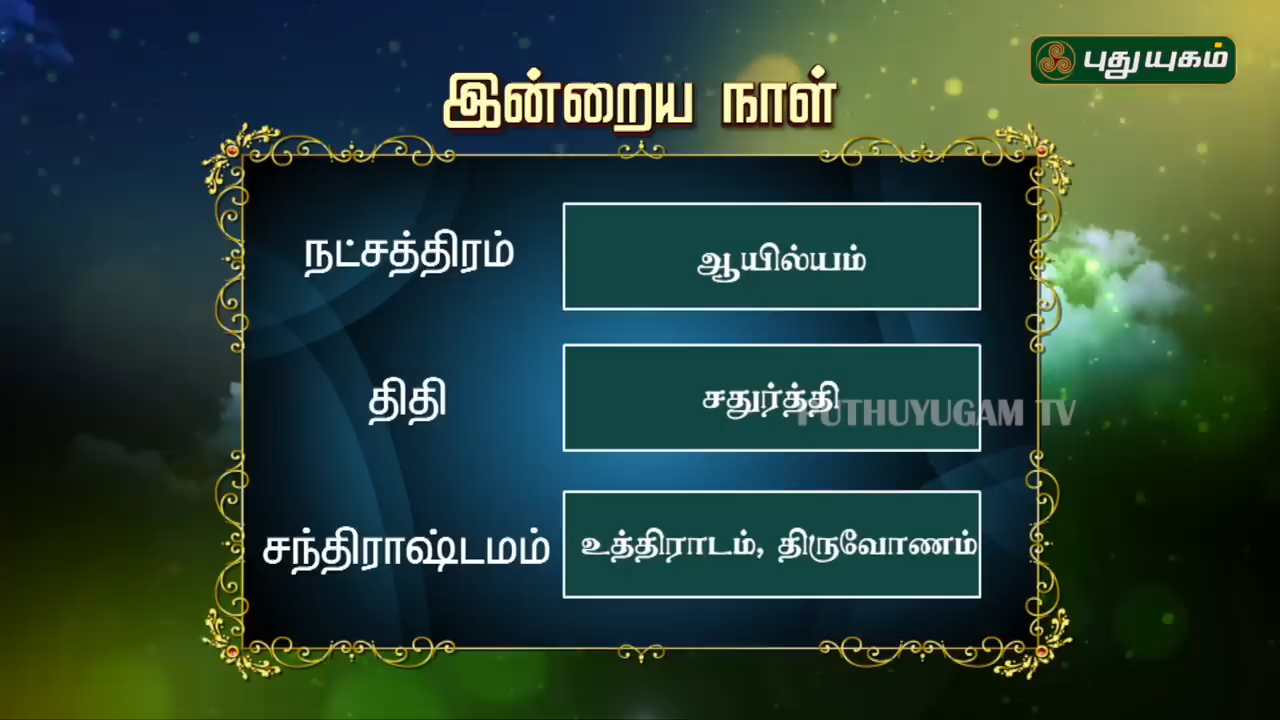 புதுயுகம்
இன்றைய நாள்
நட்சத்திரம்
ஆயில்யம்
திதி
சதுர்த்தி
PUTHUYUGAM TV
சந்திராஷ்டமம்
உத்திராடம், திருவோணம்